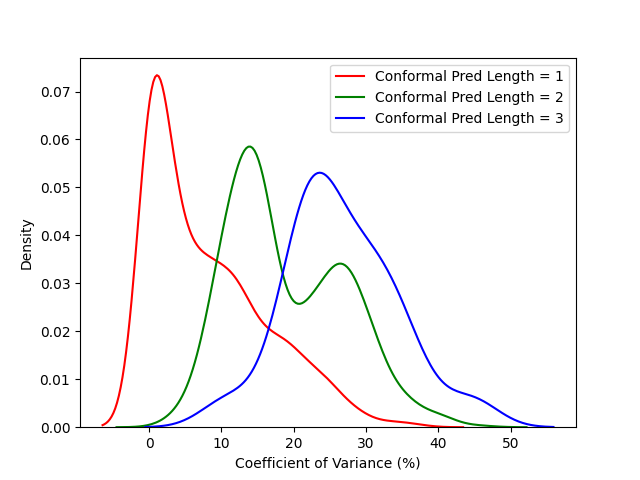 Conformal Pred Length = 1
Conformal Pred Length = 2
Conformal Pred Length = 3
0.07
0.06
0.05
0.04
0.03
0.02
0.01
0.00
Density
0 10 20 30 40 50
Coefficient of Variance (%)